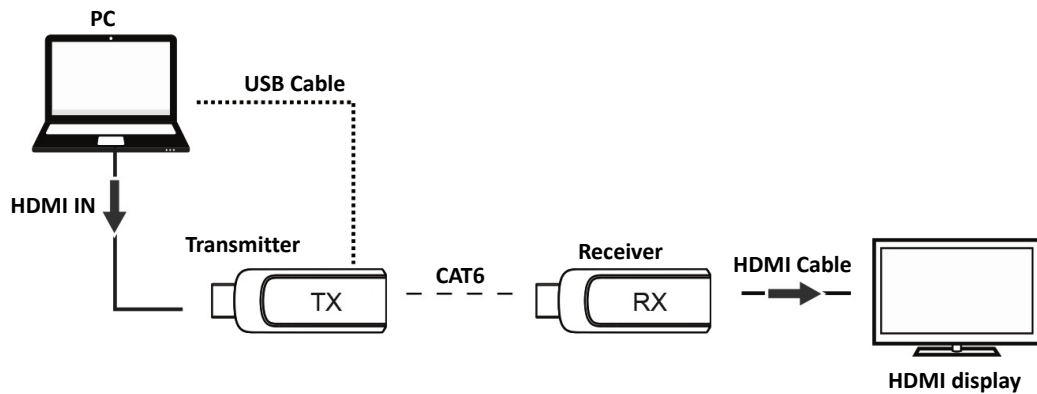 PC
USB Cable
HDMI IN
Transmitter
TX
CAT6
Receiver
RX
HDMI Cable
HDMI display